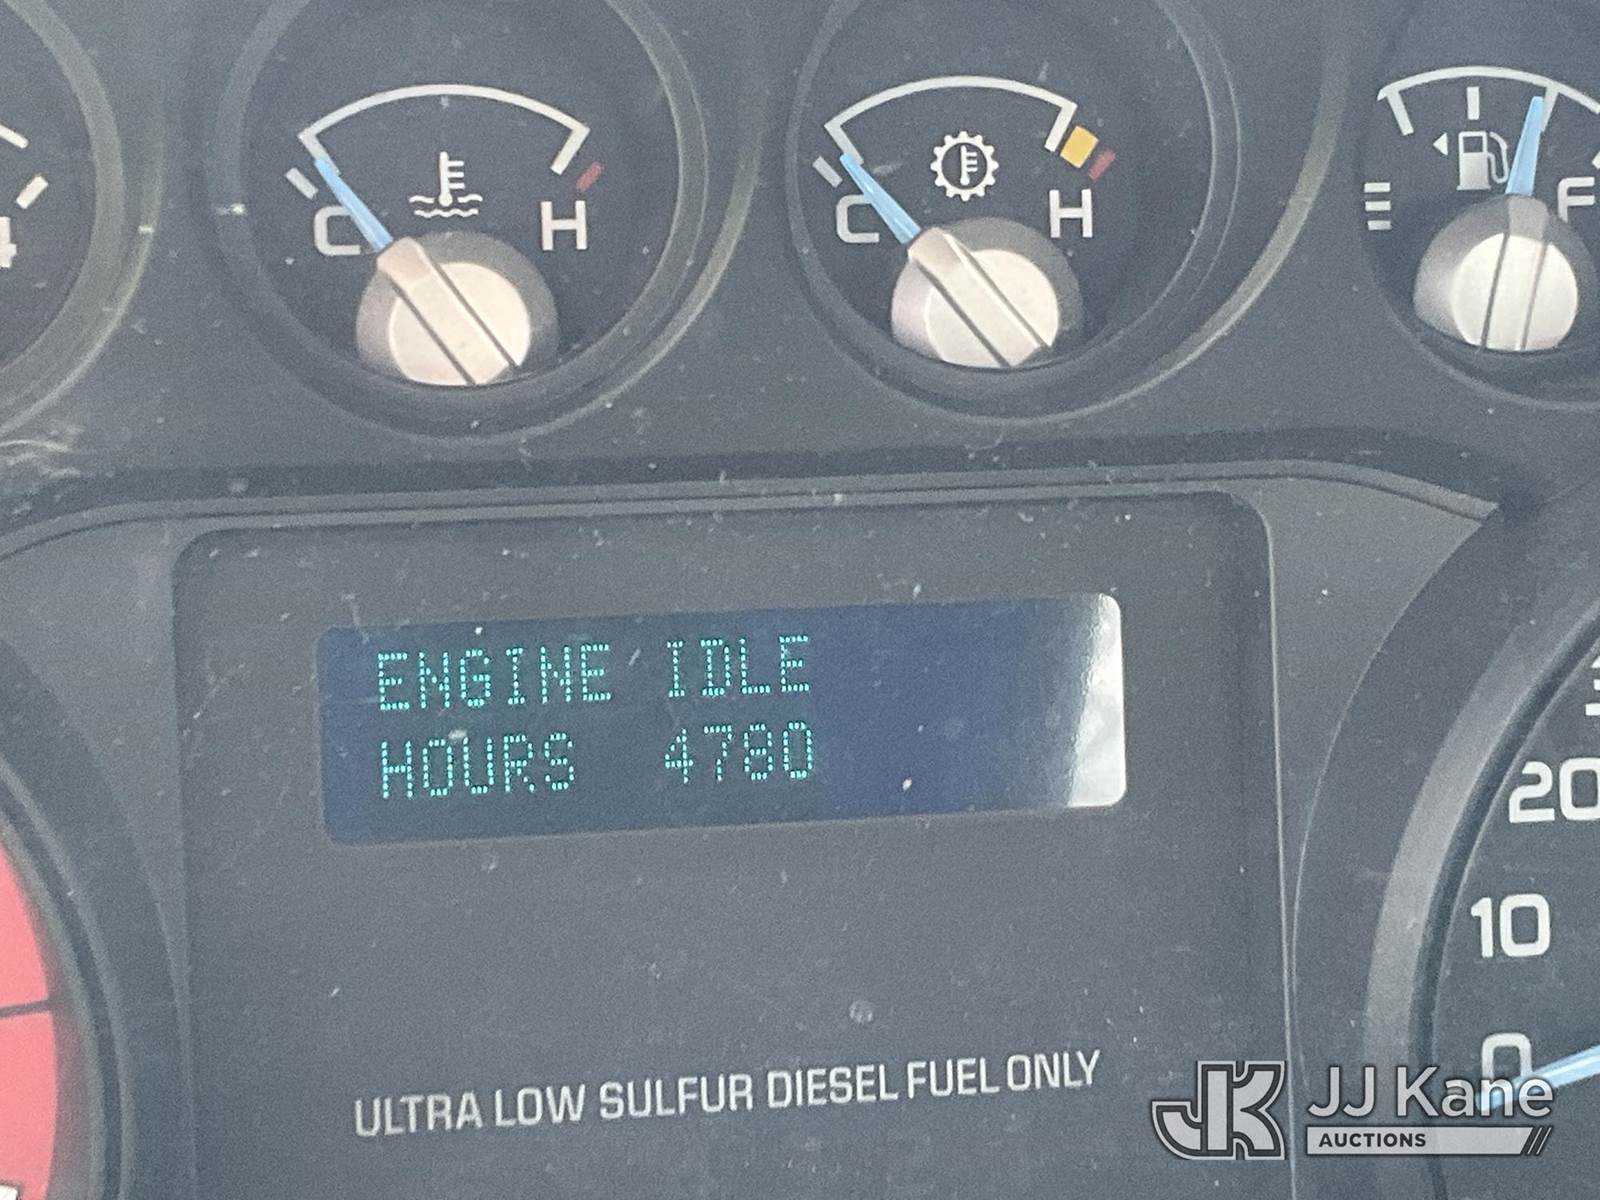 C H
C H
F
ENGINE IDLE
HOURS 4780
20
10
0
ULTRA LOW SULFUR DIESEL FUEL ONLY
JK JJ Kane
AUCTIONS